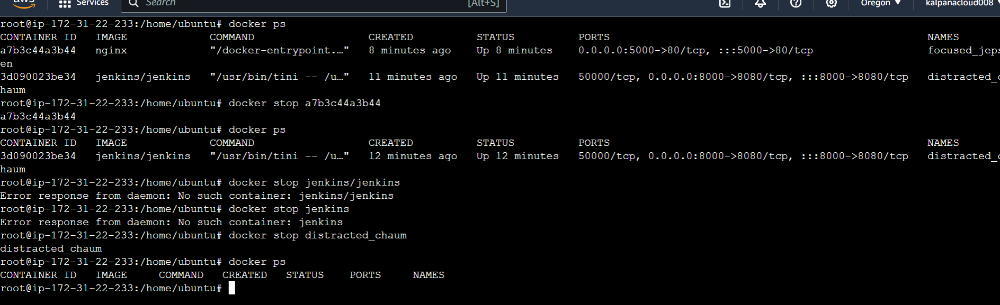 aws Services Search [Alt+S] Oregon ▼ kalpanacloud008
root@ip-172-31-22-233:/home/ubuntu# docker ps
CONTAINER ID   IMAGE             COMMAND                  CREATED          STATUS          PORTS                                                  NAMES
a7b3c44a3b44   nginx             "/docker-entrypoint.…"   8 minutes ago    Up 8 minutes    0.0.0.0:5000->80/tcp, :::5000->80/tcp                  focused_jeps
en
3d090023be34   jenkins/jenkins   "/usr/bin/tini -- /u…"   11 minutes ago   Up 11 minutes   50000/tcp, 0.0.0.0:8000->8080/tcp, :::8000->8080/tcp   distracted_c
haum
root@ip-172-31-22-233:/home/ubuntu# docker stop a7b3c44a3b44
a7b3c44a3b44
root@ip-172-31-22-233:/home/ubuntu# docker ps
CONTAINER ID   IMAGE             COMMAND                  CREATED          STATUS          PORTS                                                  NAMES
3d090023be34   jenkins/jenkins   "/usr/bin/tini -- /u…"   12 minutes ago   Up 12 minutes   50000/tcp, 0.0.0.0:8000->8080/tcp, :::8000->8080/tcp   distracted_c
haum
root@ip-172-31-22-233:/home/ubuntu# docker stop jenkins/jenkins
Error response from daemon: No such container: jenkins/jenkins
root@ip-172-31-22-233:/home/ubuntu# docker stop jenkins
Error response from daemon: No such container: jenkins
root@ip-172-31-22-233:/home/ubuntu# docker stop distracted_chaum
distracted_chaum
root@ip-172-31-22-233:/home/ubuntu# docker ps
CONTAINER ID   IMAGE     COMMAND   CREATED   STATUS    PORTS     NAMES
root@ip-172-31-22-233:/home/ubuntu#